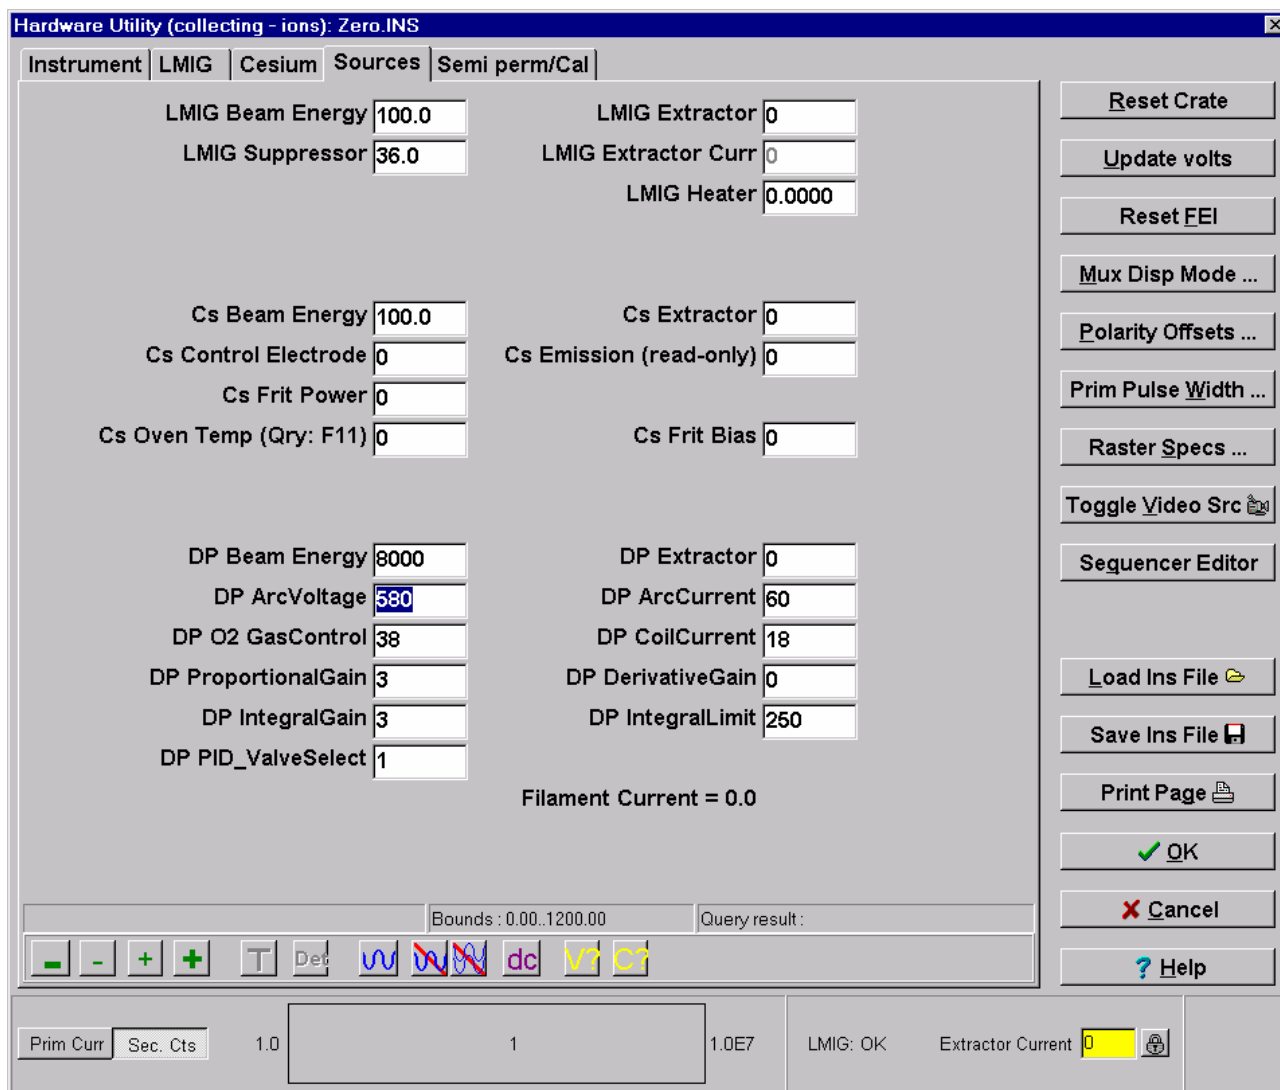 Hardware Utility (collecting - ions): Zero.INS
Instrument LMIG Cesium Sources Semi perm/Cal
LMIG Beam Energy 100.0 LMIG Extractor 0
LMIG Suppressor 36.0 LMIG Extractor Curr 0
LMIG Heater 0.0000
Cs Beam Energy 100.0 Cs Extractor 0
Cs Control Electrode 0 Cs Emission (read-only) 0
Cs Frit Power 0
Cs Oven Temp (Qry: F11) 0 Cs Frit Bias 0
DP Beam Energy 8000 DP Extractor 0
DP ArcVoltage 580 DP ArcCurrent 60
DP O2 GasControl 38 DP CoilCurrent 18
DP ProportionalGain 3 DP DerivativeGain 0
DP IntegralGain 3 DP IntegralLimit 250
DP PID_ValveSelect 1
Filament Current = 0.0
Bounds : 0.00..1200.00 Query result :
- - + + T Det dc V? C?
Reset Crate
Update volts
Reset FEI
Mux Disp Mode ...
Polarity Offsets ...
Prim Pulse Width ...
Raster Specs ...
Toggle Video Src
Sequencer Editor
Load Ins File
Save Ins File
Print Page
OK
Cancel
? Help
Prim Curr Sec. Cts 1.0 1 1.0E7 LMIG: OK Extractor Current 0